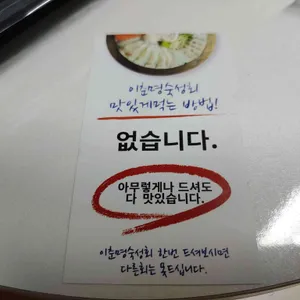 이춘명숙성회
맛있게먹는 방법!
없습니다.
아무렇게나 드셔도
다 맛있습니다.
이춘명숙성회 한번 드셔보시면
다른회는 못드십니다.